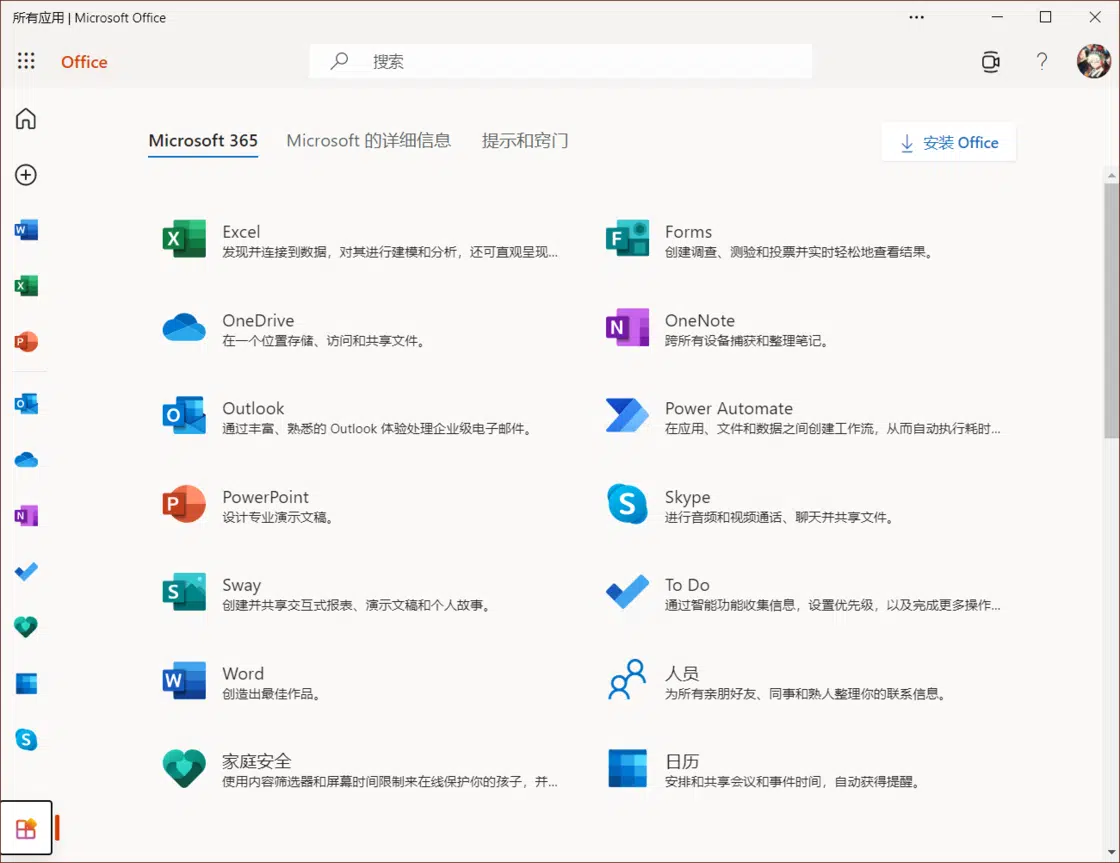 所有应用 | Microsoft Office
Office
搜索
Microsoft 365
Microsoft 的详细信息
提示和窍门
安装 Office
Excel
发现并连接到数据，对其进行建模和分析，还可直观呈现...
Forms
创建调查、测验和投票并实时轻松地查看结果。
OneDrive
在一个位置存储、访问和共享文件。
OneNote
跨所有设备捕获和整理笔记。
Outlook
通过丰富、熟悉的 Outlook 体验处理企业级电子邮件。
Power Automate
在应用、文件和数据之间创建工作流，从而自动执行耗时...
PowerPoint
设计专业演示文稿。
Skype
进行音频和视频通话、聊天并共享文件。
Sway
创建并共享交互式报表、演示文稿和个人故事。
To Do
通过智能功能收集信息，设置优先级，以及完成更多操作...
Word
创造出最佳作品。
人员
为所有亲朋好友、同事和熟人整理你的联系信息。
家庭安全
使用内容筛选器和屏幕时间限制来在线保护你的孩子，并...
日历
安排和共享会议和事件时间，自动获得提醒。